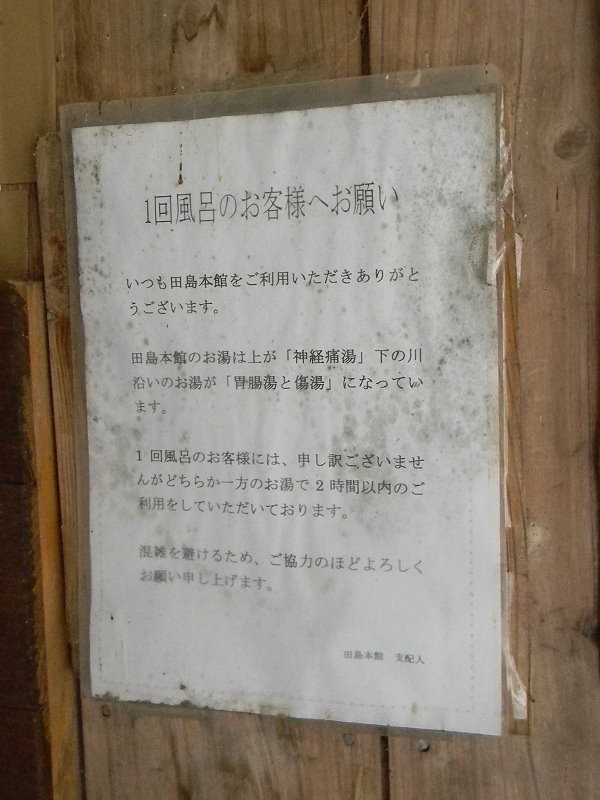 1回風呂のお客様へお願い
いつも田島本館をご利用いただきありがと
うございます。
田島本館のお湯は上が「神経痛湯」下の川
沿いのお湯が「胃腸湯と傷湯」になってい
ます。
1 回風呂のお客様には、申し訳ございませ
んがどちらか一方のお湯で 2 時間以内のご
利用をしていただいております。
混雑を避けるため、ご協力のほどよろしく
お願い申し上げます。
田島本館　支配人